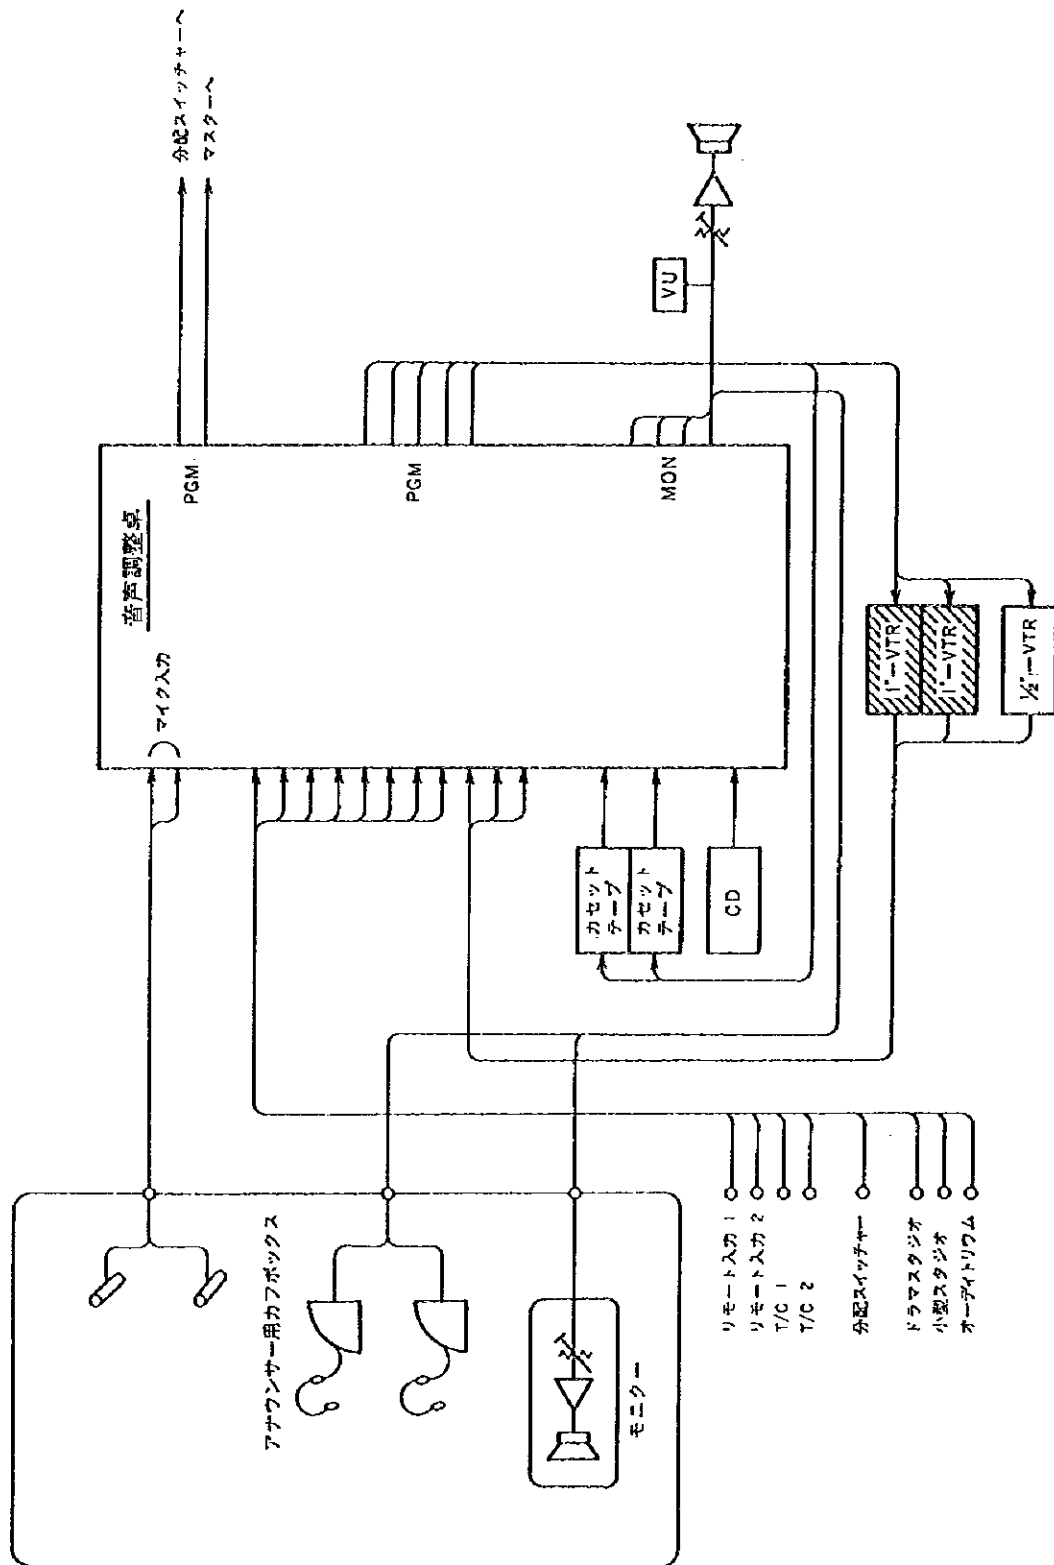 分配スイッチャーへ
マスターへ
音声調整卓
PGM
マイク入力
PGM
MON
VU
カセット
テープ
カセット
テープ
CD
1"-VTR
1"-VTR
½"-VTR
アナウンサー用カフボックス
モニター
リモート入力 1
リモート入力 2
T/C 1
T/C 2
分配スイッチャー
ドラマスタジオ
小型スタジオ
オーディトリウム